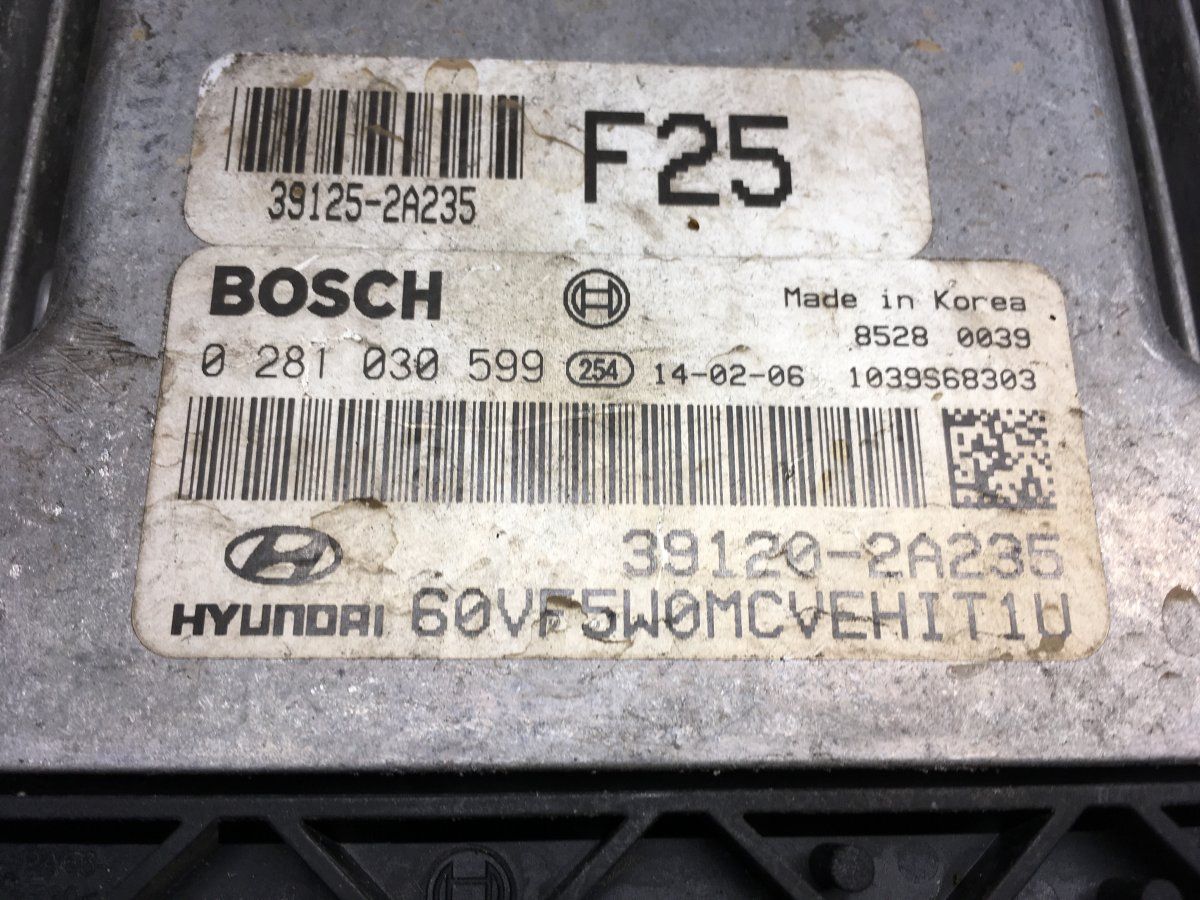 F25
39125-2A235
BOSCH
Made in Korea
8528 0039
0 281 030 599 254 14-02-06 1039S68303
39120-2A235
HYUNDAI 60VF5W0MCVEHIT1U